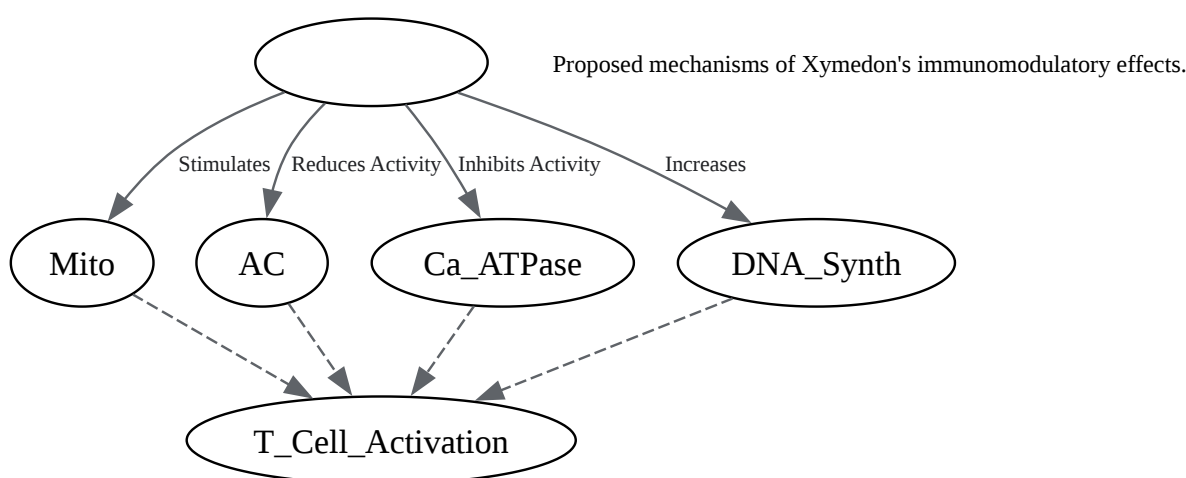 Proposed mechanisms of Xymedon's immunomodulatory effects.
Stimulates
Reduces Activity
Inhibits Activity
Increases
Mito
AC
Ca_ATPase
DNA_Synth
T_Cell_Activation